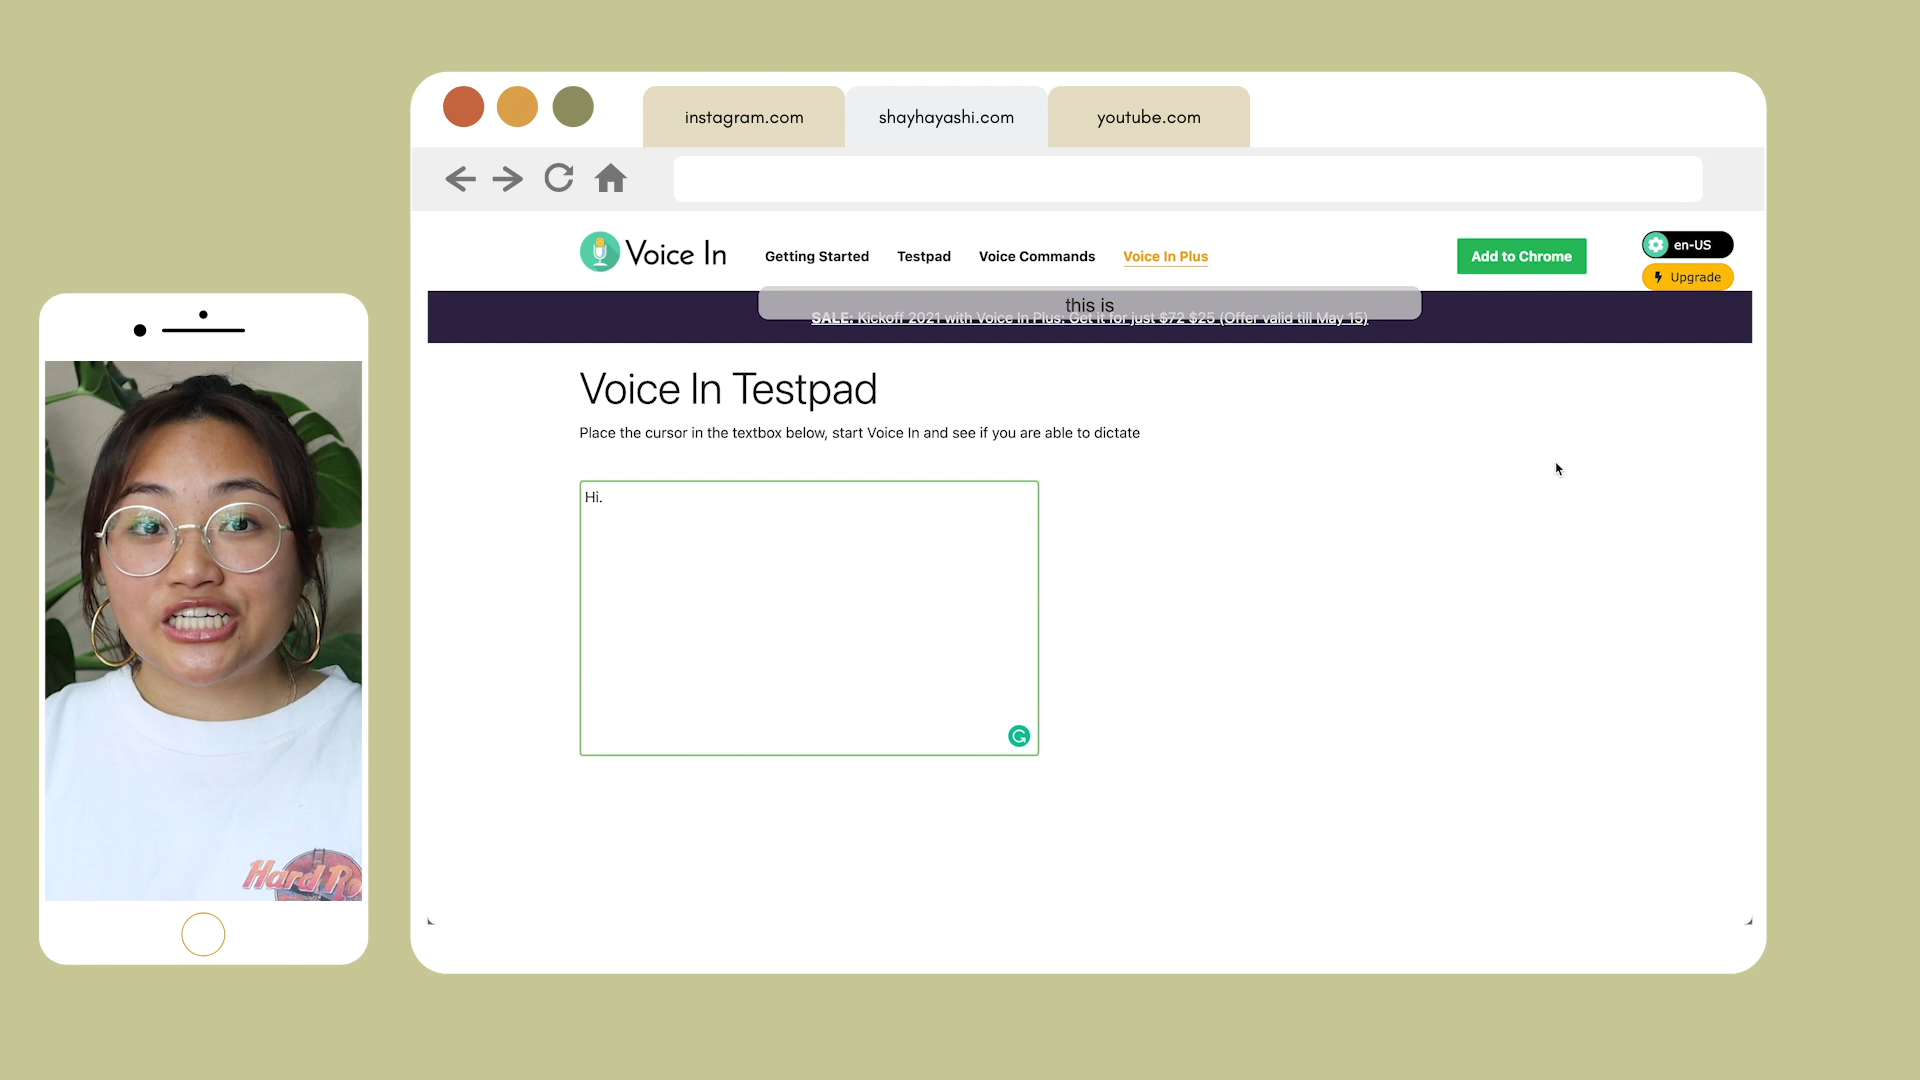 instagram.com
shayhayashi.com
youtube.com
Voice In
Getting Started
Testpad
Voice Commands
Voice In Plus
Add to Chrome
en-US
Upgrade
this is
SALE: Kickoff 2021 with Voice In Plus: Get it for just $72 $25 (Offer valid till May 15)
Voice In Testpad
Place the cursor in the textbox below, start Voice In and see if you are able to dictate
Hi.
Hard Ro